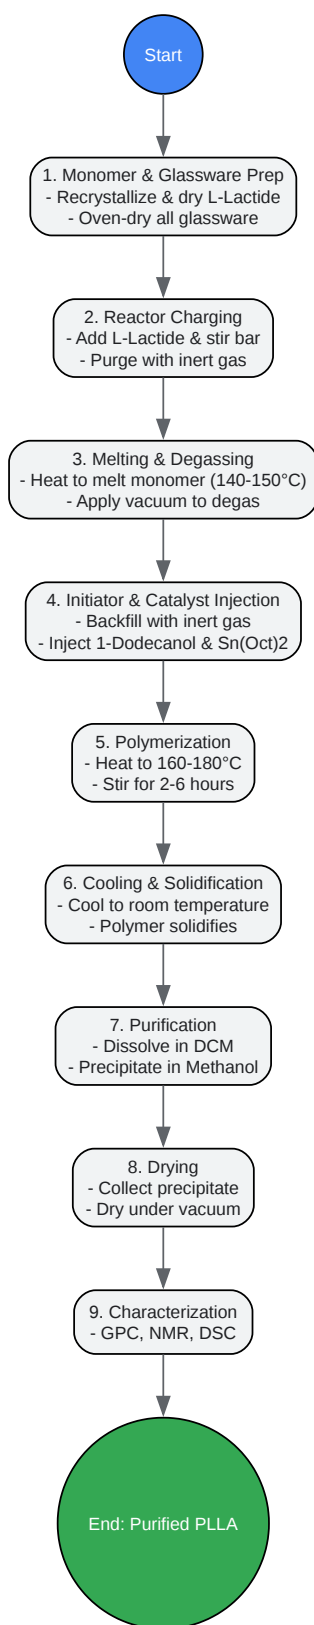 Start
1. Monomer & Glassware Prep
- Recrystallize & dry L-Lactide
- Oven-dry all glassware
2. Reactor Charging
- Add L-Lactide & stir bar
- Purge with inert gas
3. Melting & Degassing
- Heat to melt monomer (140-150°C)
- Apply vacuum to degas
4. Initiator & Catalyst Injection
- Backfill with inert gas
- Inject 1-Dodecanol & Sn(Oct)2
5. Polymerization
- Heat to 160-180°C
- Stir for 2-6 hours
6. Cooling & Solidification
- Cool to room temperature
- Polymer solidifies
7. Purification
- Dissolve in DCM
- Precipitate in Methanol
8. Drying
- Collect precipitate
- Dry under vacuum
9. Characterization
- GPC, NMR, DSC
End: Purified PLLA